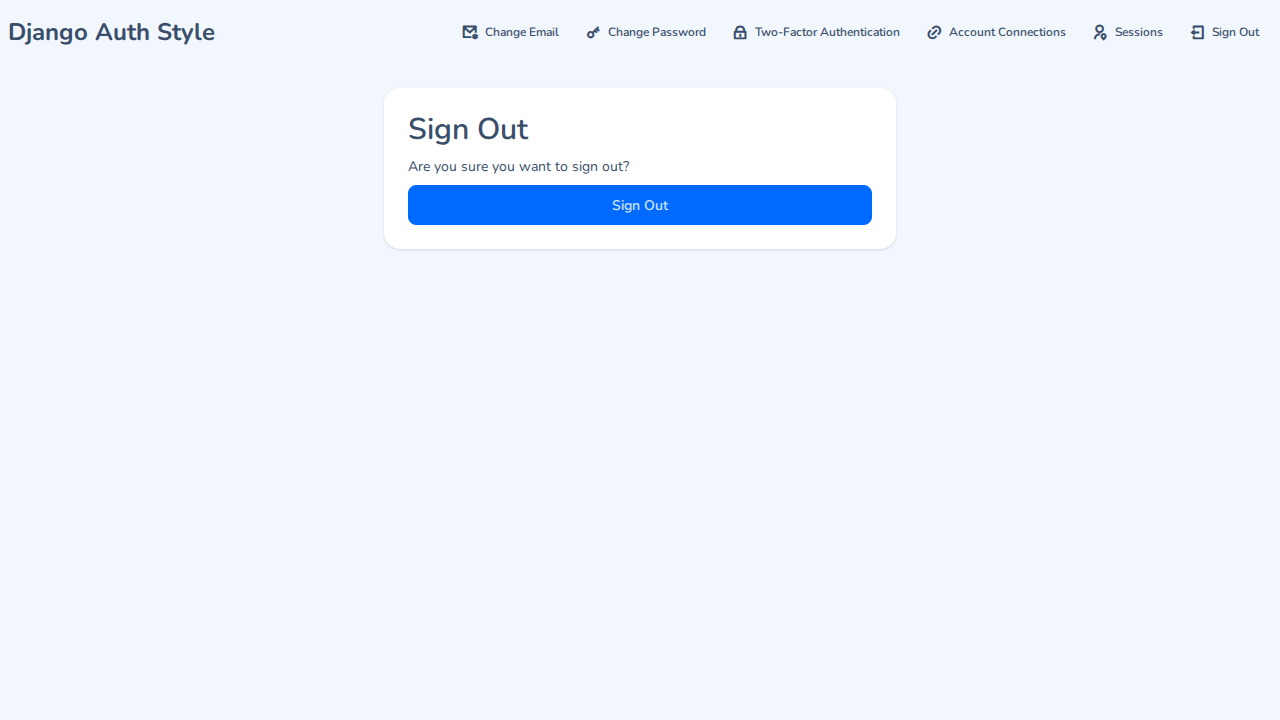 Django Auth Style
Change Email
Change Password
Two-Factor Authentication
Account Connections
Sessions
Sign Out
Sign Out
Are you sure you want to sign out?
Sign Out